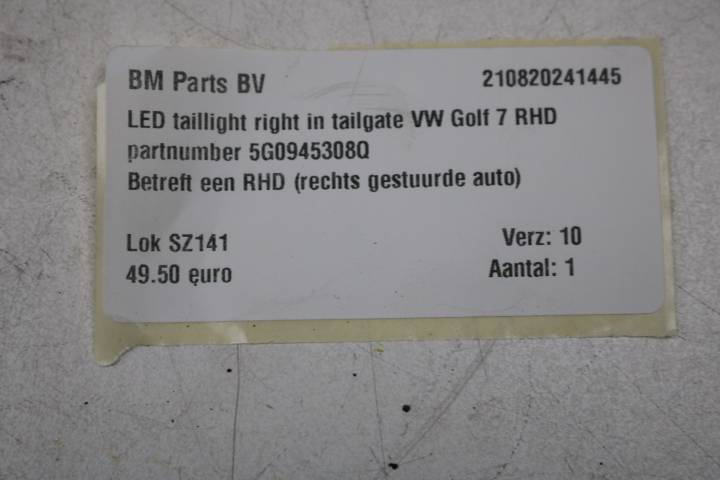 BM Parts BV 210820241445
LED taillight right in tailgate VW Golf 7 RHD
partnumber 5G0945308Q
Betreft een RHD (rechts gestuurde auto)
Lok SZ141 Verz: 10
49.50 euro Aantal: 1